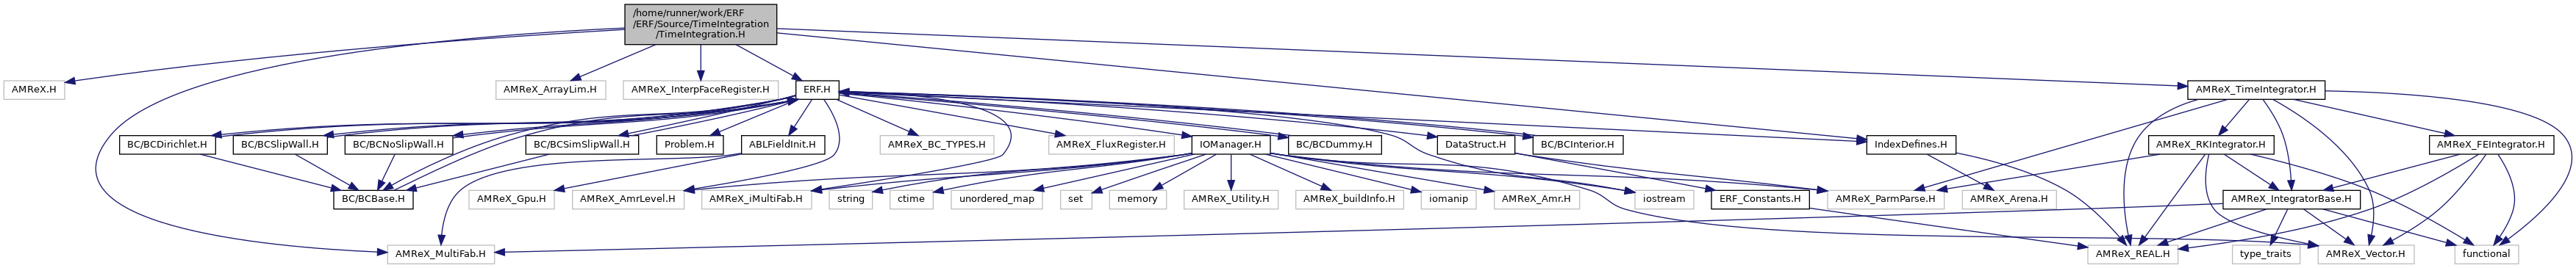 /home/runner/work/ERF
/ERF/Source/TimeIntegration
/TimeIntegration.H
AMReX.H
AMReX_ArrayLim.H
AMReX_InterpFaceRegister.H
ERF.H
AMReX_TimeIntegrator.H
BC/BCDirichlet.H
BC/BCSlipWall.H
BC/BCNoSlipWall.H
BC/BCSimSlipWall.H
Problem.H
ABLFieldInit.H
AMReX_BC_TYPES.H
AMReX_FluxRegister.H
IOManager.H
BC/BCDummy.H
DataStruct.H
BC/BCInterior.H
IndexDefines.H
AMReX_RKIntegrator.H
AMReX_FEIntegrator.H
BC/BCBase.H
AMReX_Gpu.H
AMReX_AmrLevel.H
AMReX_iMultiFab.H
string
ctime
unordered_map
set
memory
AMReX_Utility.H
AMReX_buildInfo.H
iomanip
AMReX_Amr.H
iostream
ERF_Constants.H
AMReX_ParmParse.H
AMReX_Arena.H
AMReX_IntegratorBase.H
AMReX_MultiFab.H
AMReX_REAL.H
type_traits
AMReX_Vector.H
functional